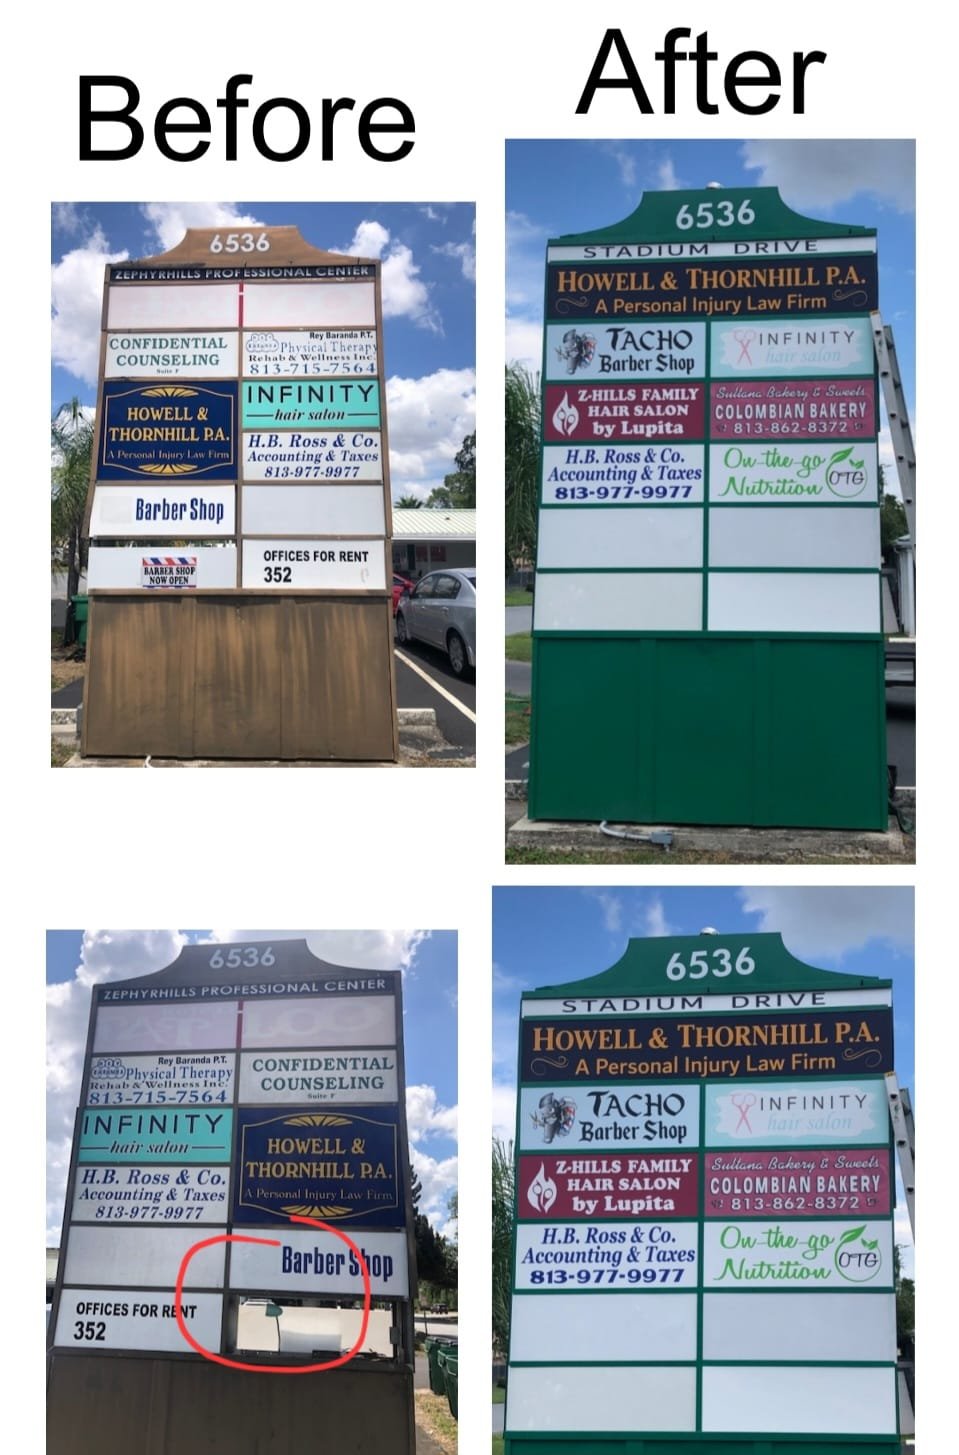 Before
After
6536
ZEPHYRHILLS PROFESSIONAL CENTER
CONFIDENTIAL
COUNSELING
Suite F
Rey Baranda P.T.
Physical Therapy
Rehab & Wellness Inc.
813-715-7564
HOWELL &
THORNHILL P.A.
A Personal Injury Law Firm
INFINITY
hair salon
H.B. Ross & Co.
Accounting & Taxes
813-977-9977
Barber Shop
BARBER SHOP
NOW OPEN
OFFICES FOR RENT
352
6536
STADIUM DRIVE
HOWELL & THORNHILL P.A.
A Personal Injury Law Firm
TACHO
Barber Shop
INFINITY
hair salon
Z-HILLS FAMILY
HAIR SALON
by Lupita
Sultana Bakery & Sweets
COLOMBIAN BAKERY
813-862-8372
H.B. Ross & Co.
Accounting & Taxes
813-977-9977
On-the-go
Nutrition
OTG
6536
ZEPHYRHILLS PROFESSIONAL CENTER
Rey Baranda P.T.
Physical Therapy
Rehab & Wellness Inc.
813-715-7564
CONFIDENTIAL
COUNSELING
Suite F
INFINITY
hair salon
HOWELL &
THORNHILL P.A.
A Personal Injury Law Firm
H.B. Ross & Co.
Accounting & Taxes
813-977-9977
Barber Shop
OFFICES FOR RENT
352
6536
STADIUM DRIVE
HOWELL & THORNHILL P.A.
A Personal Injury Law Firm
TACHO
Barber Shop
INFINITY
hair salon
Z-HILLS FAMILY
HAIR SALON
by Lupita
Sultana Bakery & Sweets
COLOMBIAN BAKERY
813-862-8372
H.B. Ross & Co.
Accounting & Taxes
813-977-9977
On-the-go
Nutrition
OTG